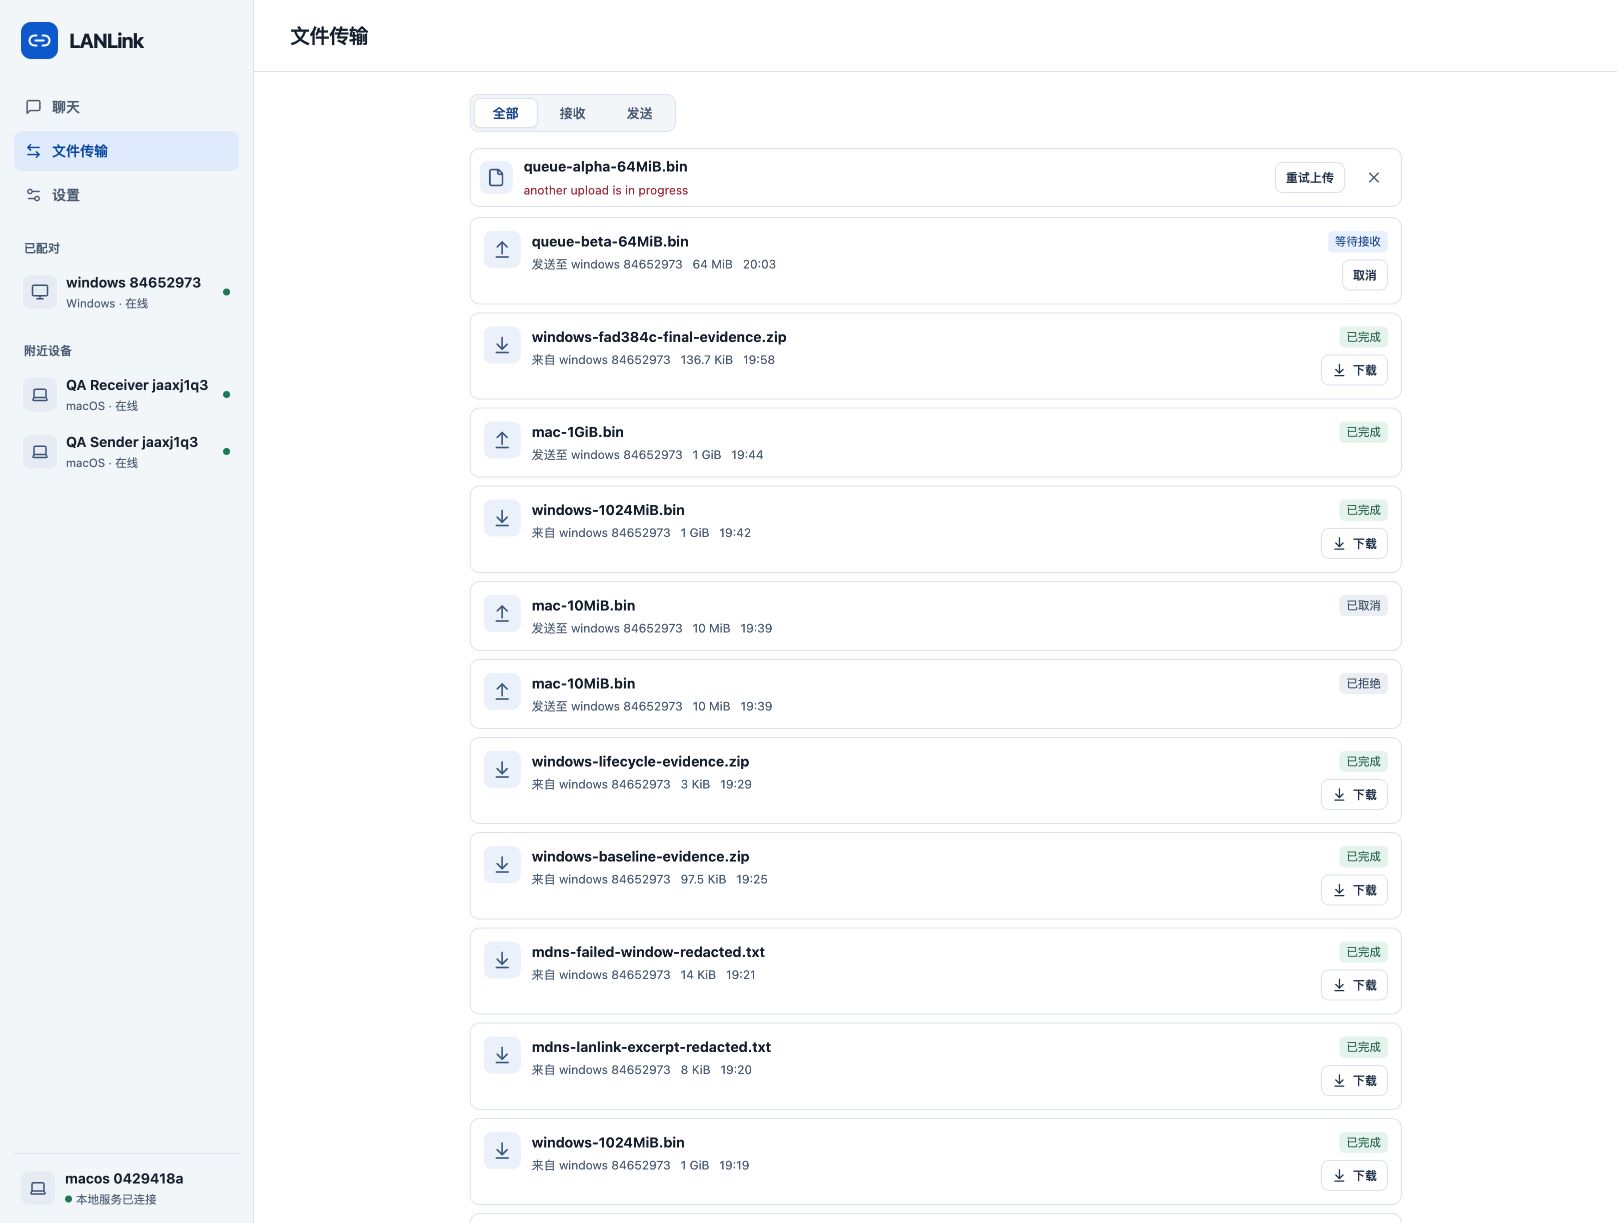 LANLink
聊天
文件传输
设置
已配对
windows 84652973
Windows · 在线
附近设备
QA Receiver jaaxj1q3
macOS · 在线
QA Sender jaaxj1q3
macOS · 在线
macos 0429418a
本地服务已连接
文件传输
全部 接收 发送
queue-alpha-64MiB.bin
another upload is in progress
重试上传
queue-beta-64MiB.bin
发送至 windows 84652973 64 MiB 20:03
等待接收
取消
windows-fad384c-final-evidence.zip
来自 windows 84652973 136.7 KiB 19:58
已完成
下载
mac-1GiB.bin
发送至 windows 84652973 1 GiB 19:44
已完成
windows-1024MiB.bin
来自 windows 84652973 1 GiB 19:42
已完成
下载
mac-10MiB.bin
发送至 windows 84652973 10 MiB 19:39
已取消
mac-10MiB.bin
发送至 windows 84652973 10 MiB 19:39
已拒绝
windows-lifecycle-evidence.zip
来自 windows 84652973 3 KiB 19:29
已完成
下载
windows-baseline-evidence.zip
来自 windows 84652973 97.5 KiB 19:25
已完成
下载
mdns-failed-window-redacted.txt
来自 windows 84652973 14 KiB 19:21
已完成
下载
mdns-lanlink-excerpt-redacted.txt
来自 windows 84652973 8 KiB 19:20
已完成
下载
windows-1024MiB.bin
来自 windows 84652973 1 GiB 19:19
已完成
下载